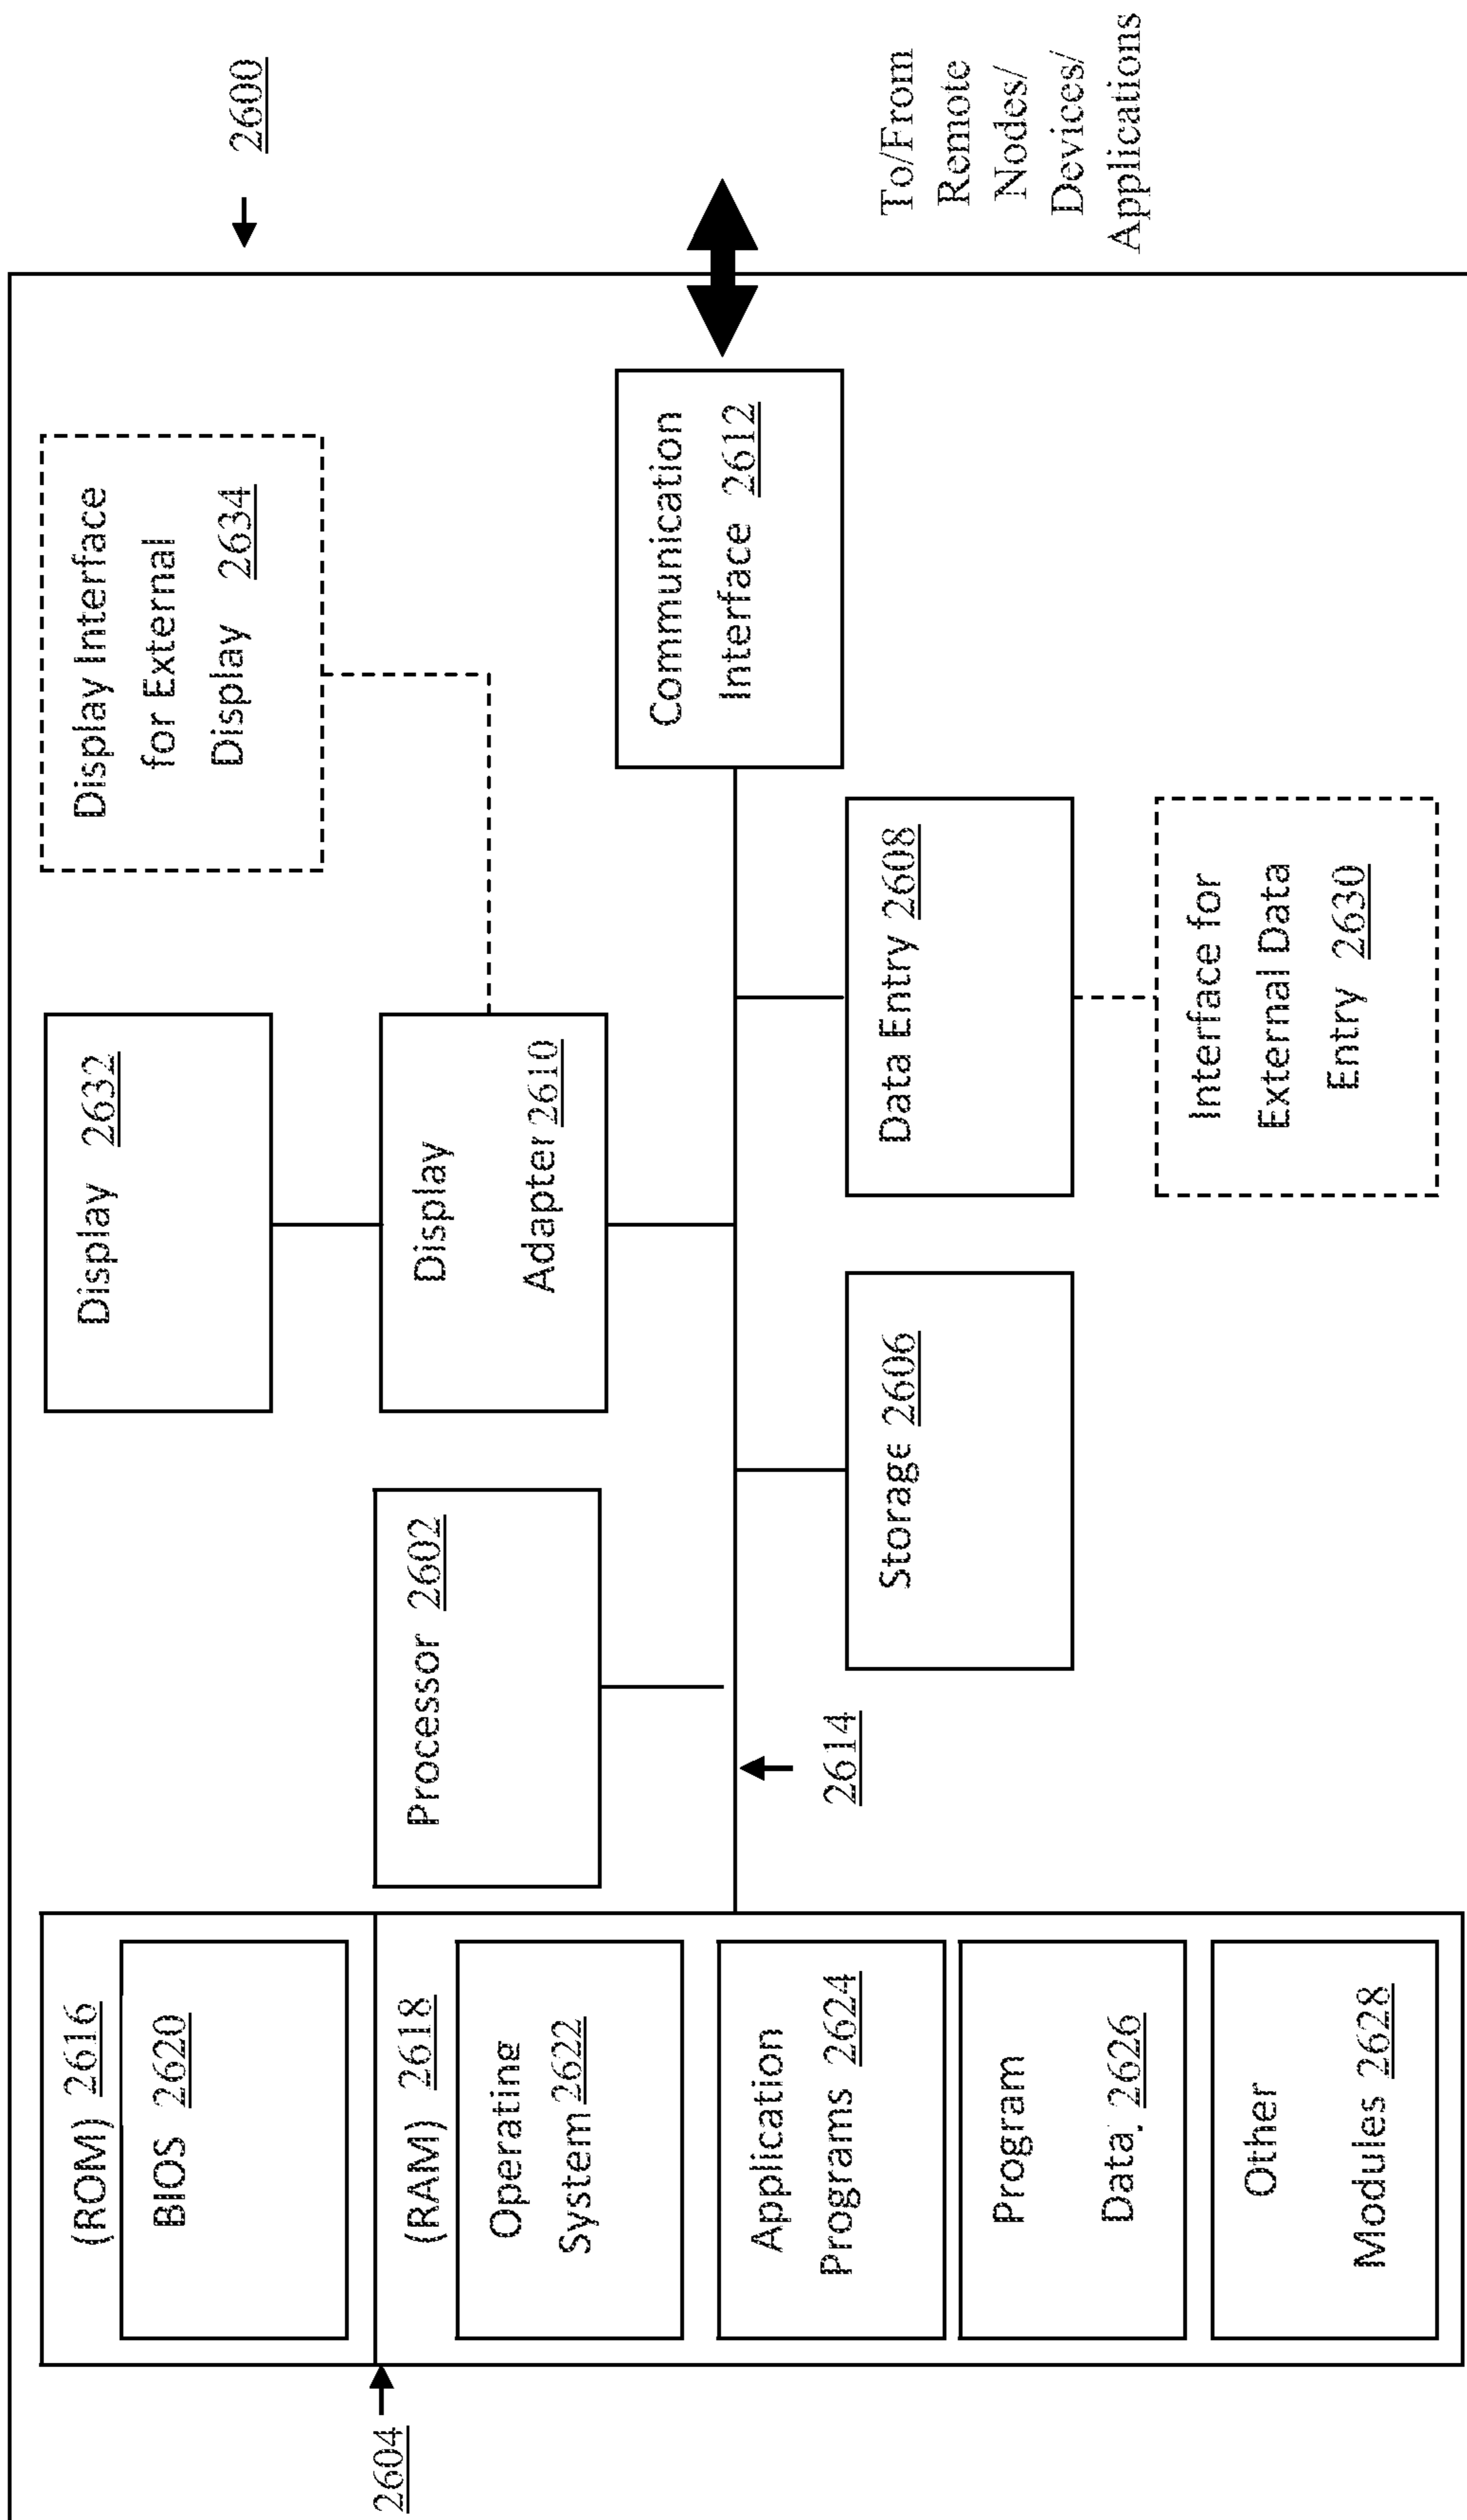 2600
2604
(ROM) 2616
BIOS 2620
(RAM) 2618
Operating
System 2622
Application
Programs 2624
Program
Data, 2626
Other
Modules 2628
Processor 2602
2614
Storage 2606
Display 2632
Display
Adapter 2610
Data Entry 2608
Interface for
External Data
Entry 2630
Display Interface
for External
Display 2634
Communication
Interface 2612
To/From
Remote
Nodes/
Devices/
Applications